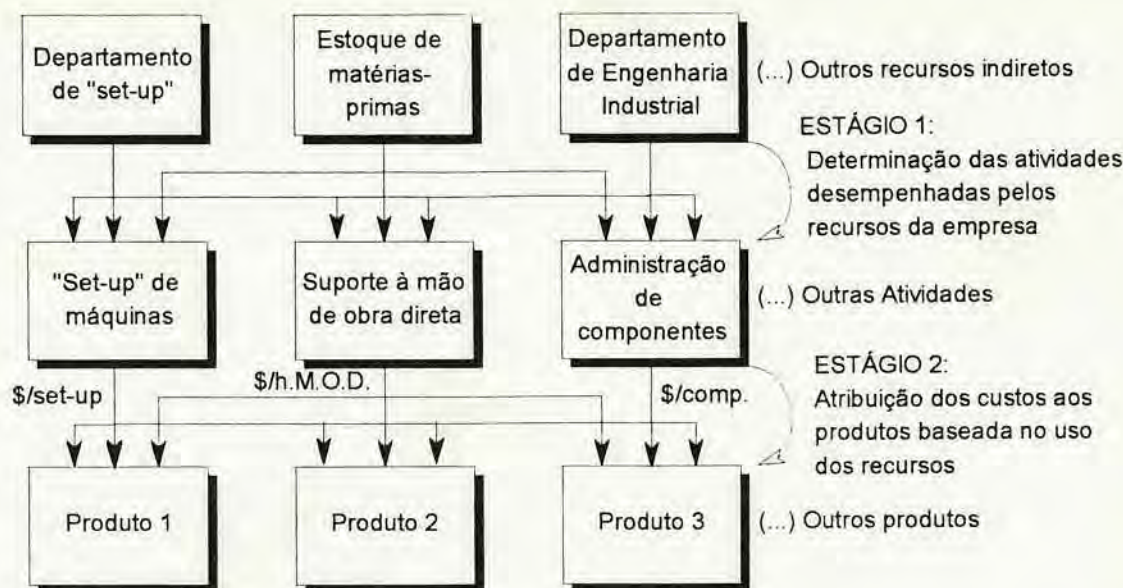 Departamento
de "set-up"
Estoque de
matérias-
primas
Departamento
de Engenharia
Industrial
(...) Outros recursos indiretos
ESTÁGIO 1:
Determinação das atividades
desempenhadas pelos
recursos da empresa
"Set-up" de
máquinas
Suporte à mão
de obra direta
Administração
de
componentes
(...) Outras Atividades
$/set-up
$/h.M.O.D.
$/comp.
ESTÁGIO 2:
Atribuição dos custos aos
produtos baseada no uso
dos recursos
Produto 1
Produto 2
Produto 3
(...) Outros produtos